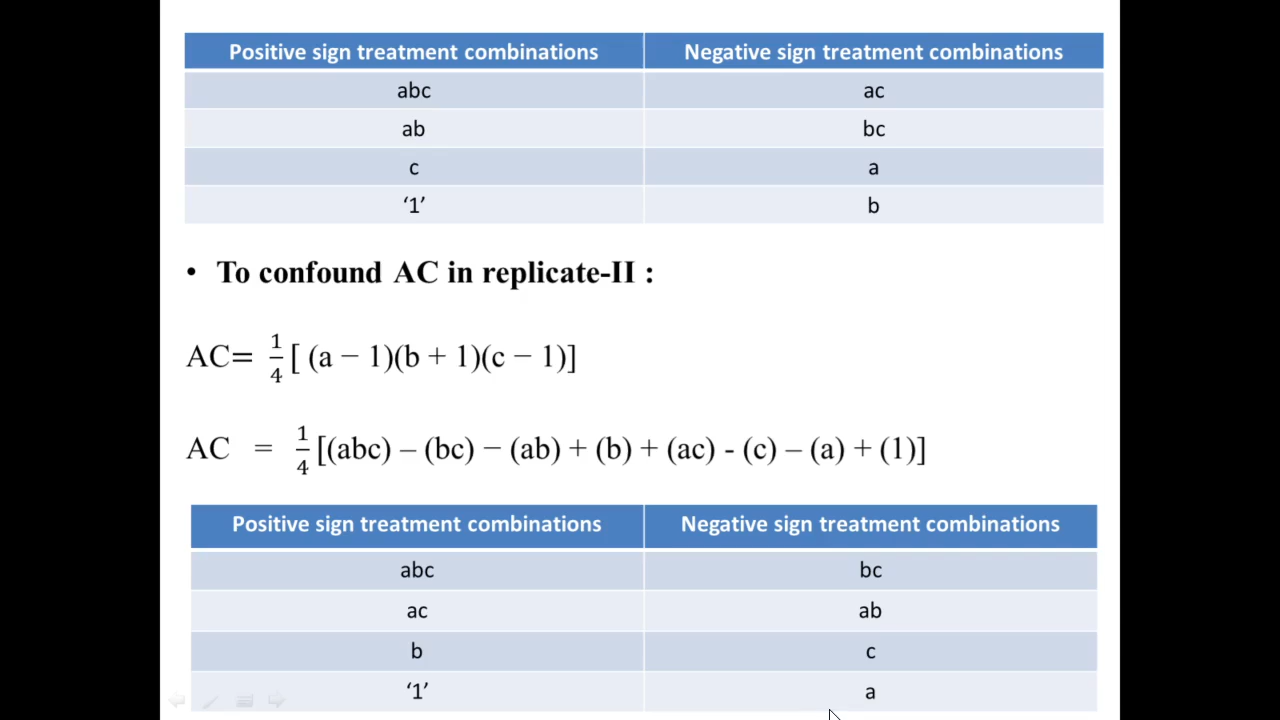 Positive sign treatment combinations Negative sign treatment combinations
abc ac
ab bc
c a
‘1’ b
• To confound AC in replicate-II :
AC= 1/4 [ (a − 1)(b + 1)(c − 1)]
AC = 1/4 [(abc) – (bc) − (ab) + (b) + (ac) - (c) – (a) + (1)]
Positive sign treatment combinations Negative sign treatment combinations
abc bc
ac ab
b c
‘1’ a